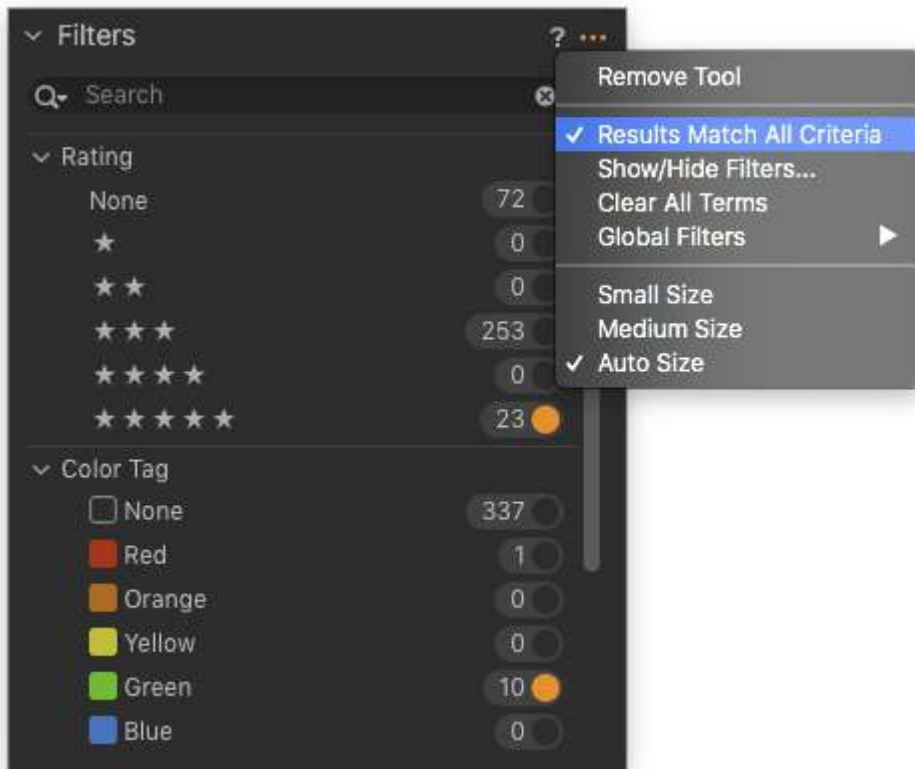 Filters ? ...
Search
Rating
None 72
★ 0
★ ★ 0
★ ★ ★ 253
★ ★ ★ ★ 0
★ ★ ★ ★ ★ 23
Color Tag
None 337
Red 1
Orange 0
Yellow 0
Green 10
Blue 0
Remove Tool
✓ Results Match All Criteria
Show/Hide Filters...
Clear All Terms
Global Filters ▶
Small Size
Medium Size
✓ Auto Size